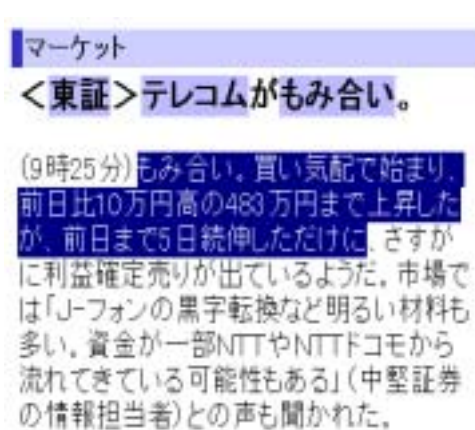 マーケット
＜東証＞テレコムがもみ合い。
(9時25分)もみ合い。買い気配で始まり、
前日比10万円高の483万円まで上昇した
が、前日まで5日続伸しただけに、さすが
に利益確定売りが出ているようだ。市場で
は「J-フォンの黒字転換など明るい材料も
多い。資金が一部NTTやNTTドコモから
流れてきている可能性もある」(中堅証券
の情報担当者)との声も聞かれた。